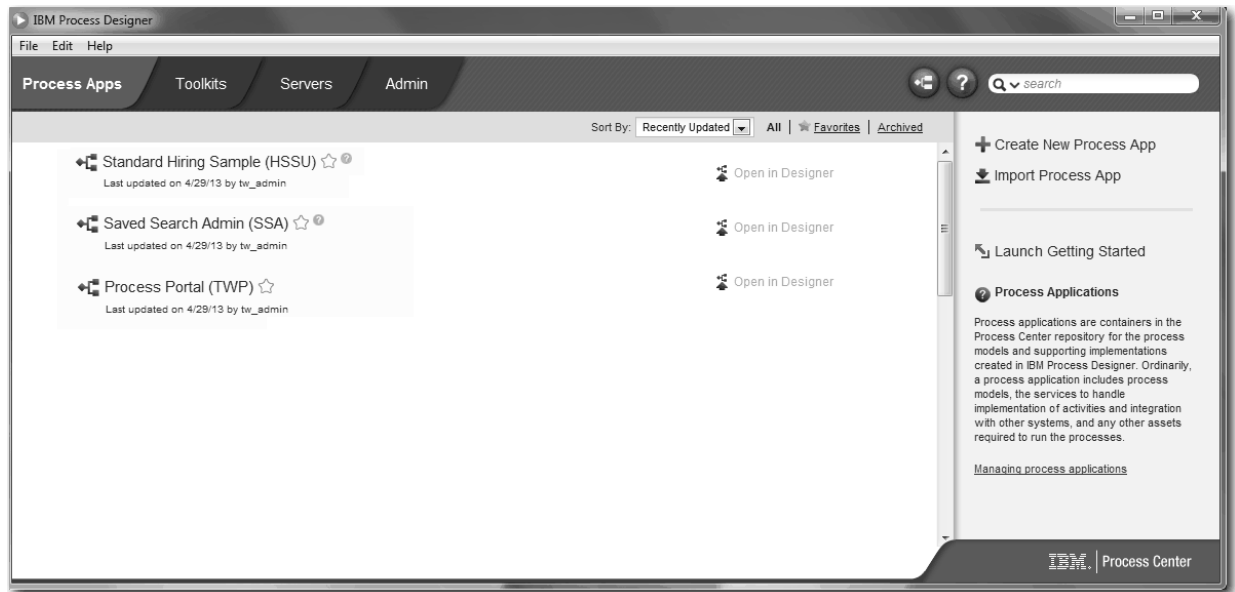 IBM Process Designer
File Edit Help
Process Apps Toolkits Servers Admin
? search
Sort By: Recently Updated All | Favorites | Archived
Standard Hiring Sample (HSSU) ?
Last updated on 4/29/13 by tw_admin
Open in Designer
Saved Search Admin (SSA) ?
Last updated on 4/29/13 by tw_admin
Open in Designer
Process Portal (TWP)
Last updated on 4/29/13 by tw_admin
Open in Designer
Create New Process App
Import Process App
Launch Getting Started
? Process Applications
Process applications are containers in the
Process Center repository for the process
models and supporting implementations
created in IBM Process Designer. Ordinarily,
a process application includes process
models, the services to handle
implementation of activities and integration
with other systems, and any other assets
required to run the processes.
Managing process applications
IBM. | Process Center